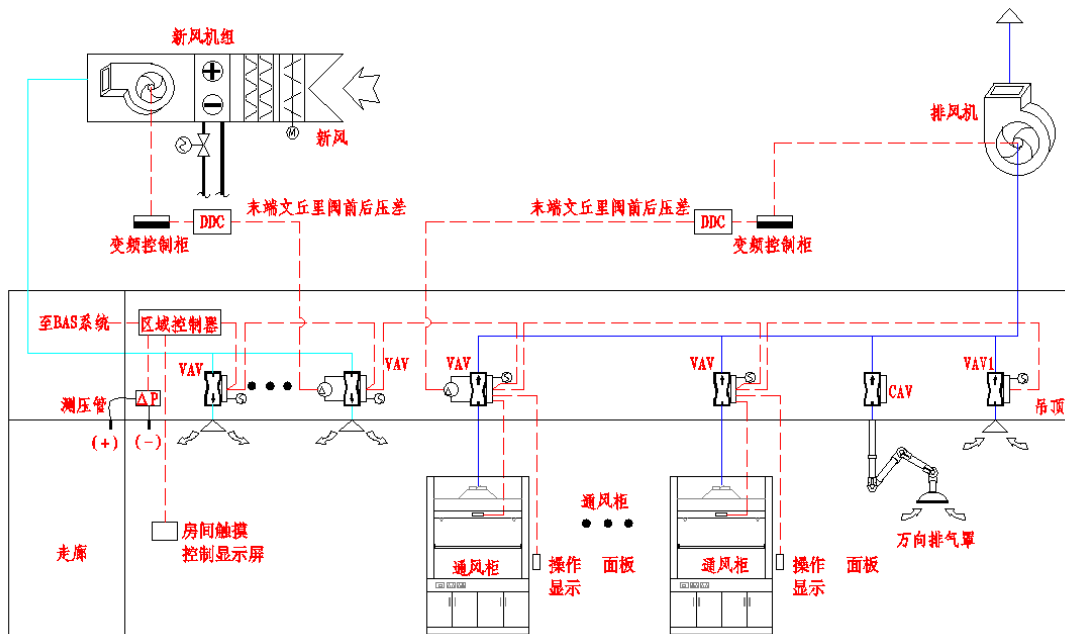 新风机组
新风
M
排风机
末端文丘里阀前后压差
末端文丘里阀前后压差
DDC
DDC
变频控制柜
变频控制柜
至BAS系统
区域控制器
VAV
VAV
VAV
VAV
CAV
VAV1
测压管
ΔP
吊顶
(+)
(-)
通风柜
万向排气罩
走廊
房间触摸
控制显示屏
通风柜
操作 面板
显示
通风柜
操作 面板
显示